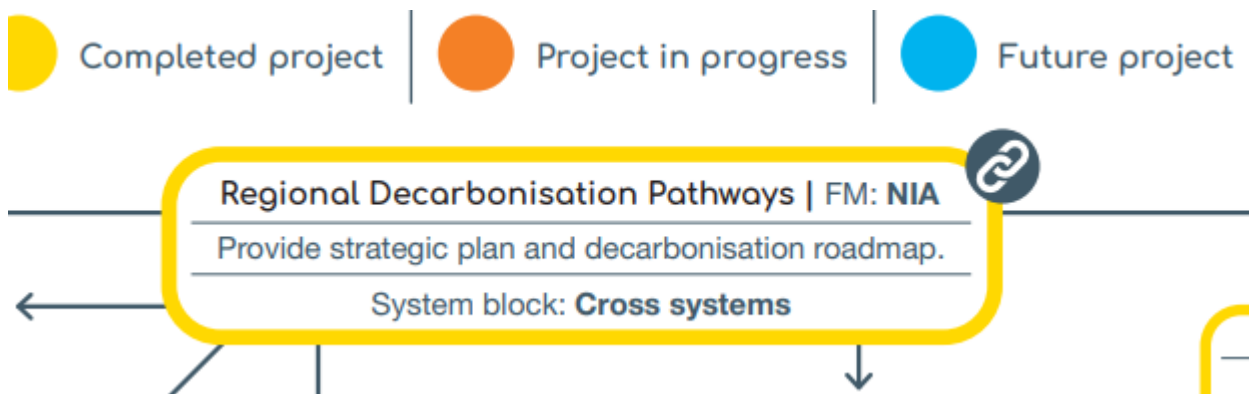 Completed project
Project in progress
Future project
Regional Decarbonisation Pathways | FM: NIA
Provide strategic plan and decarbonisation roadmap.
System block: Cross systems